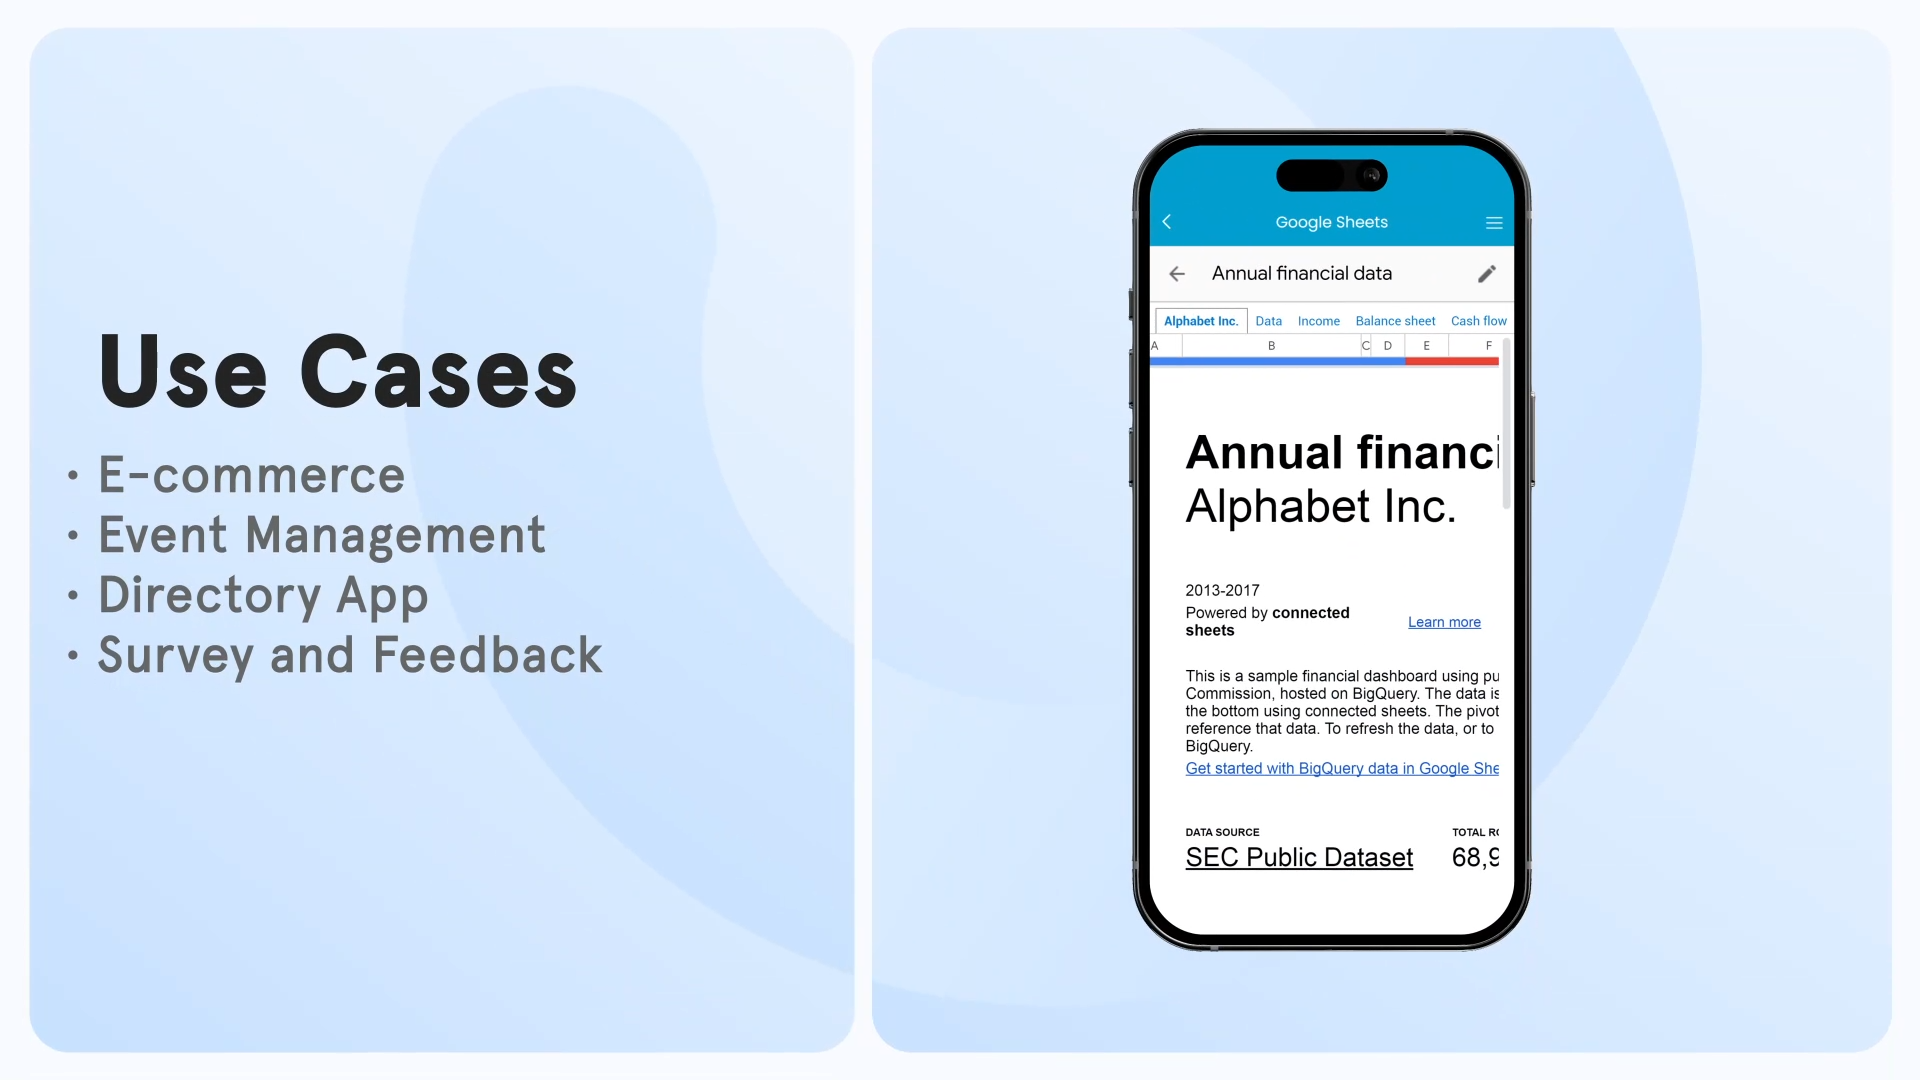 Use Cases
• E-commerce
• Event Management
• Directory App
• Survey and Feedback
Google Sheets
Annual financial data
Alphabet Inc. Data Income Balance sheet Cash flow
A B C D E F
Annual financi
Alphabet Inc.
2013-2017
Powered by connected
sheets
Learn more
This is a sample financial dashboard using pu
Commission, hosted on BigQuery. The data is
the bottom using connected sheets. The pivot
reference that data. To refresh the data, or to
BigQuery.
Get started with BigQuery data in Google She
DATA SOURCE TOTAL RO
SEC Public Dataset 68,9